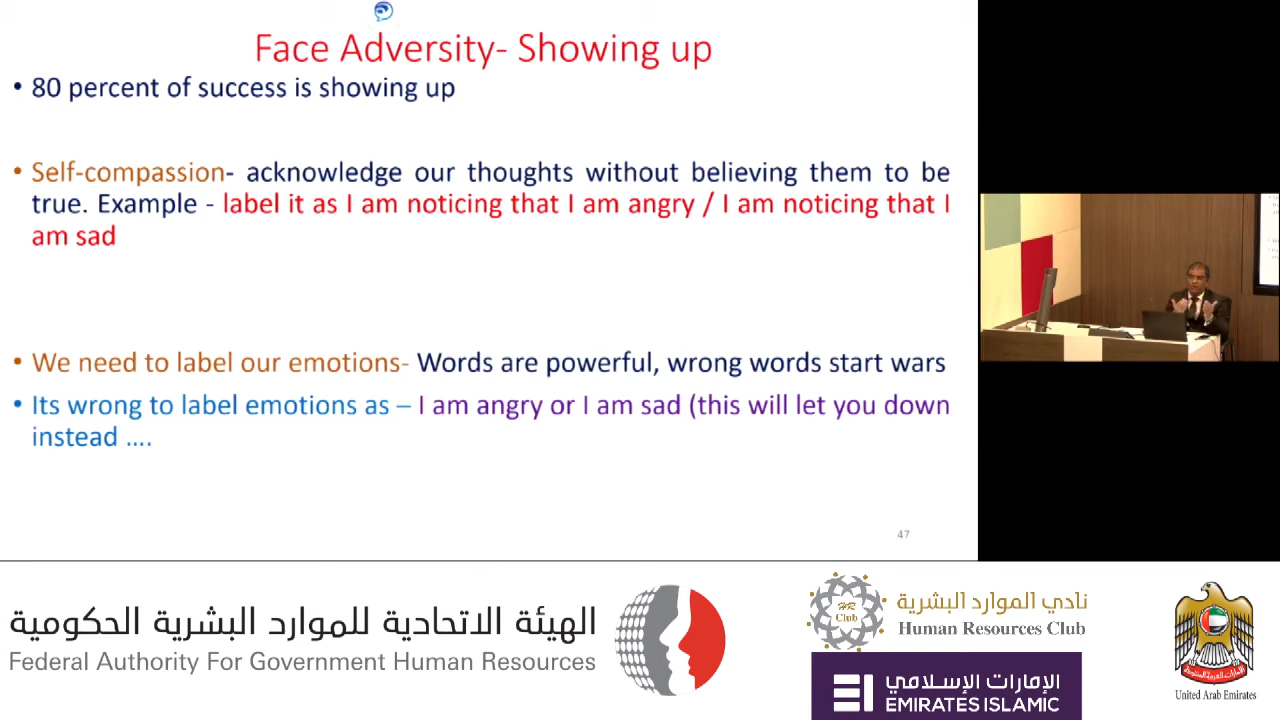 Face Adversity- Showing up
• 80 percent of success is showing up
• Self-compassion- acknowledge our thoughts without believing them to be
true. Example - label it as I am noticing that I am angry / I am noticing that I
am sad
• We need to label our emotions- Words are powerful, wrong words start wars
• Its wrong to label emotions as – I am angry or I am sad (this will let you down
instead ….
47
الهيئة الاتحادية للموارد البشرية الحكومية
Federal Authority For Government Human Resources
HR
Club
نادي الموارد البشرية
Human Resources Club
الإمارات الإسلامي
EMIRATES ISLAMIC
United Arab Emirates